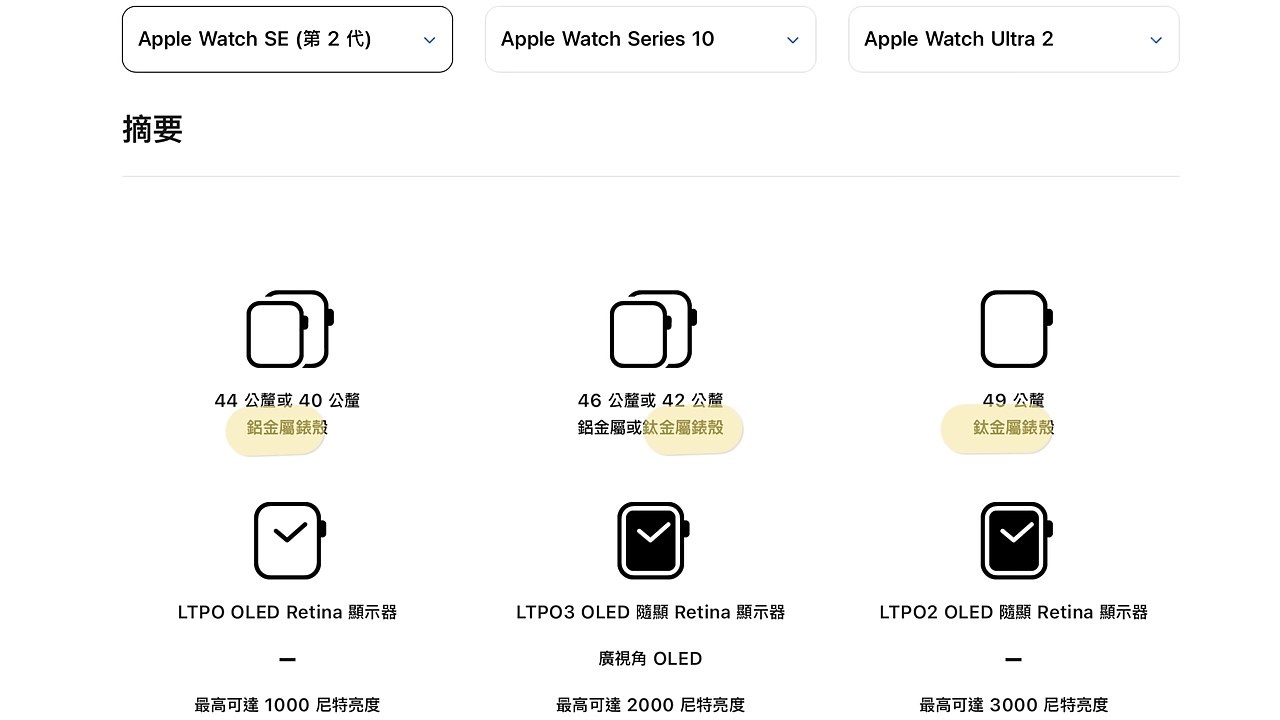 Apple Watch SE (第 2 代)
Apple Watch Series 10
Apple Watch Ultra 2
摘要
44 公釐或 40 公釐
鋁金屬錶殼
46 公釐或 42 公釐
鋁金屬或鈦金屬錶殼
49 公釐
鈦金屬錶殼
LTPO OLED Retina 顯示器
LTPO3 OLED 隨顯 Retina 顯示器
LTPO2 OLED 隨顯 Retina 顯示器
–
廣視角 OLED
–
最高可達 1000 尼特亮度
最高可達 2000 尼特亮度
最高可達 3000 尼特亮度